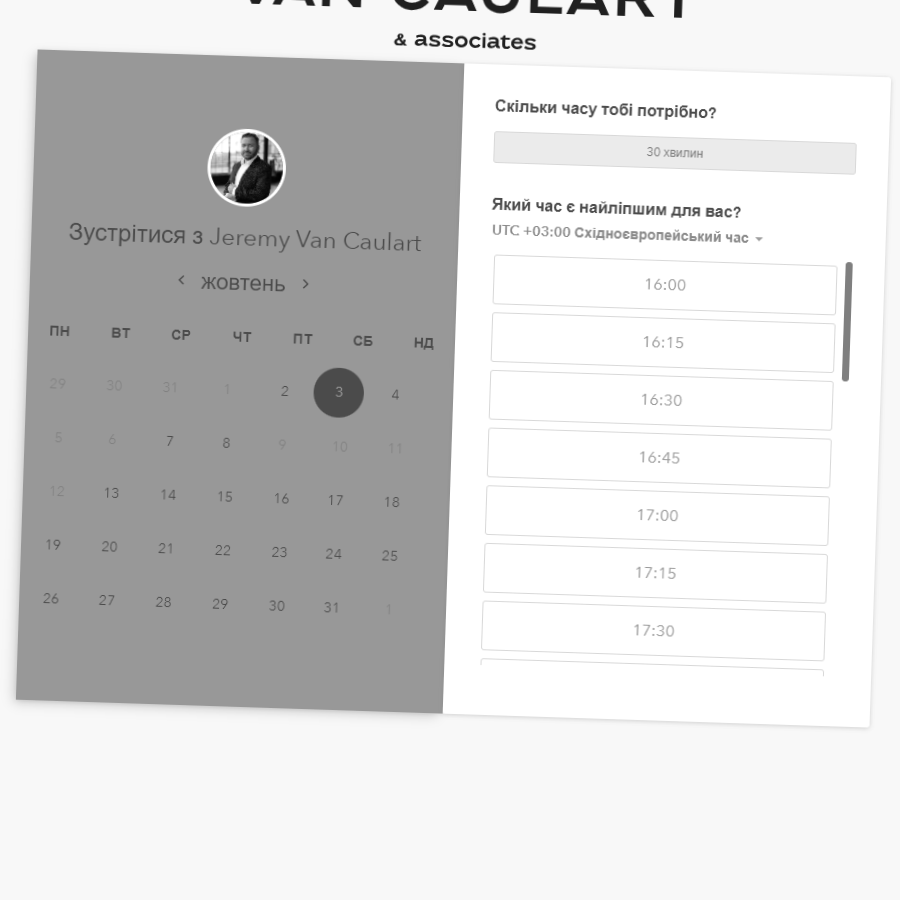 VAN CAULART
& associates
Зустрітися з Jeremy Van Caulart
жовтень
ПН ВТ СР ЧТ ПТ СБ НД
29 30 31 1 2 3 4
5 6 7 8 9 10 11
12 13 14 15 16 17 18
19 20 21 22 23 24 25
26 27 28 29 30 31 1
Скільки часу тобі потрібно?
30 хвилин
Який час є найліпшим для вас?
UTC +03:00 Східноєвропейський час
16:00
16:15
16:30
16:45
17:00
17:15
17:30